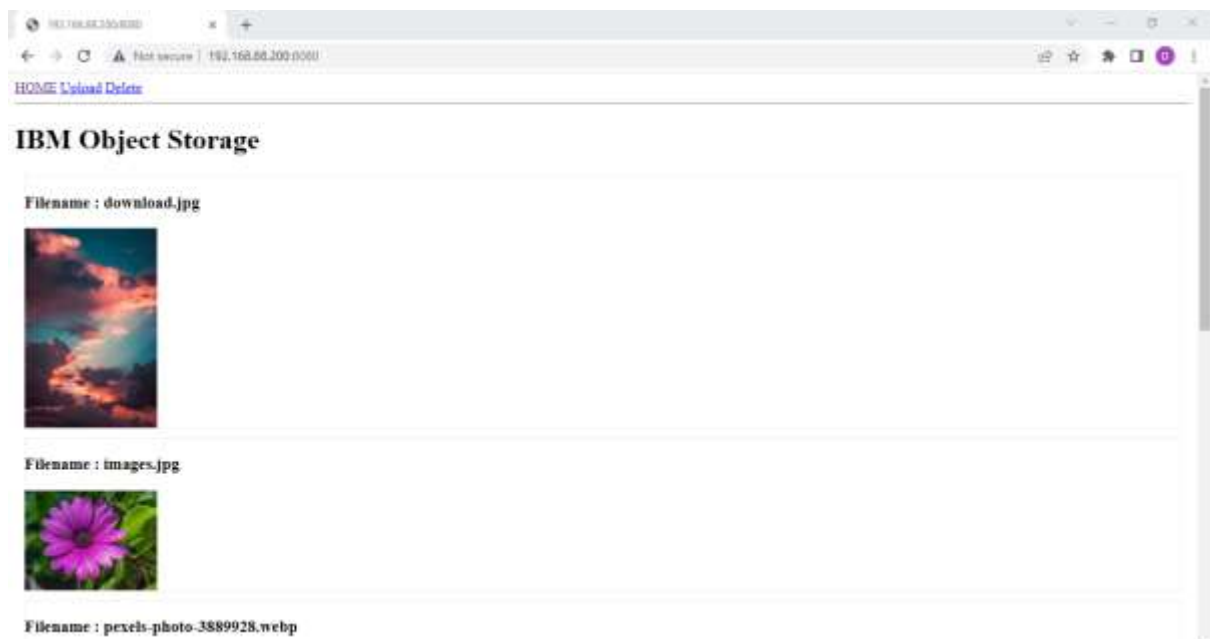 Not secure | 192.168.88.200:8080
HOME Upload Delete
IBM Object Storage
Filename : download.jpg
Filename : images.jpg
Filename : pexels-photo-3889928.webp